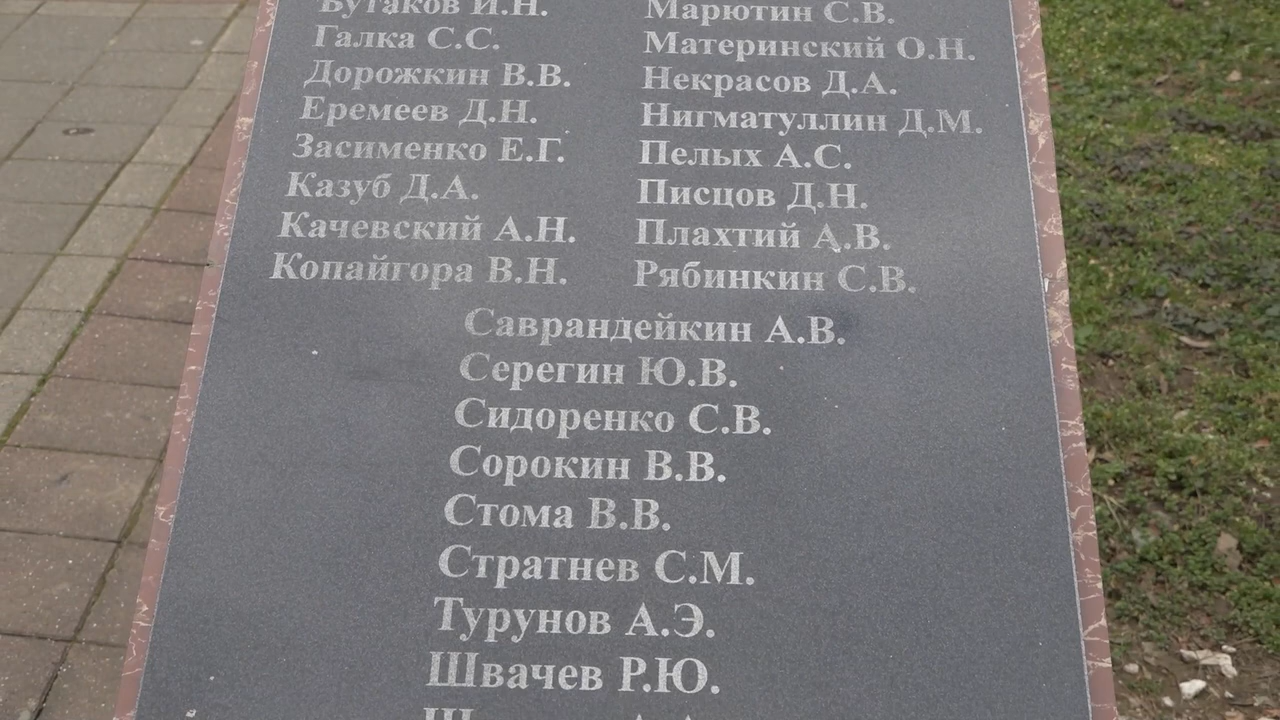 Бутаков И.Н.
Галка С.С.
Дорожкин В.В.
Еремеев Д.Н.
Засименко Е.Г.
Казуб Д.А.
Качевский А.Н.
Копайгора В.Н.
Марютин С.В.
Материнский О.Н.
Некрасов Д.А.
Нигматуллин Д.М.
Пелых А.С.
Писцов Д.Н.
Плахтий А.В.
Рябинкин С.В.
Саврандейкин А.В.
Серегин Ю.В.
Сидоренко С.В.
Сорокин В.В.
Стома В.В.
Стратнев С.М.
Турунов А.Э.
Швачев Р.Ю.